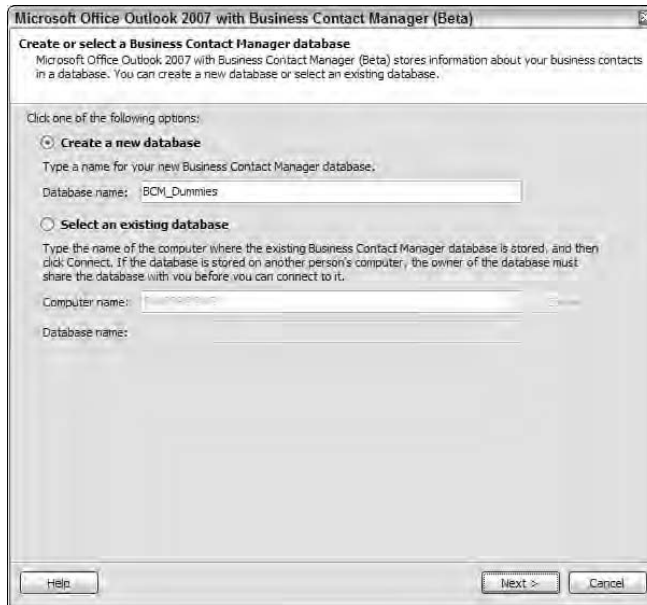 Microsoft Office Outlook 2007 with Business Contact Manager (Beta)
Create or select a Business Contact Manager database
Microsoft Office Outlook 2007 with Business Contact Manager (Beta) stores information about your business contacts
in a database. You can create a new database or select an existing database.
Click one of the following options:
Create a new database
Type a name for your new Business Contact Manager database.
Database name: BCM_Dummies
Select an existing database
Type the name of the computer where the existing Business Contact Manager database is stored, and then
click Connect. If the database is stored on another person's computer, the owner of the database must
share the database with you before you can connect to it.
Computer name:
Database name:
Help Next > Cancel